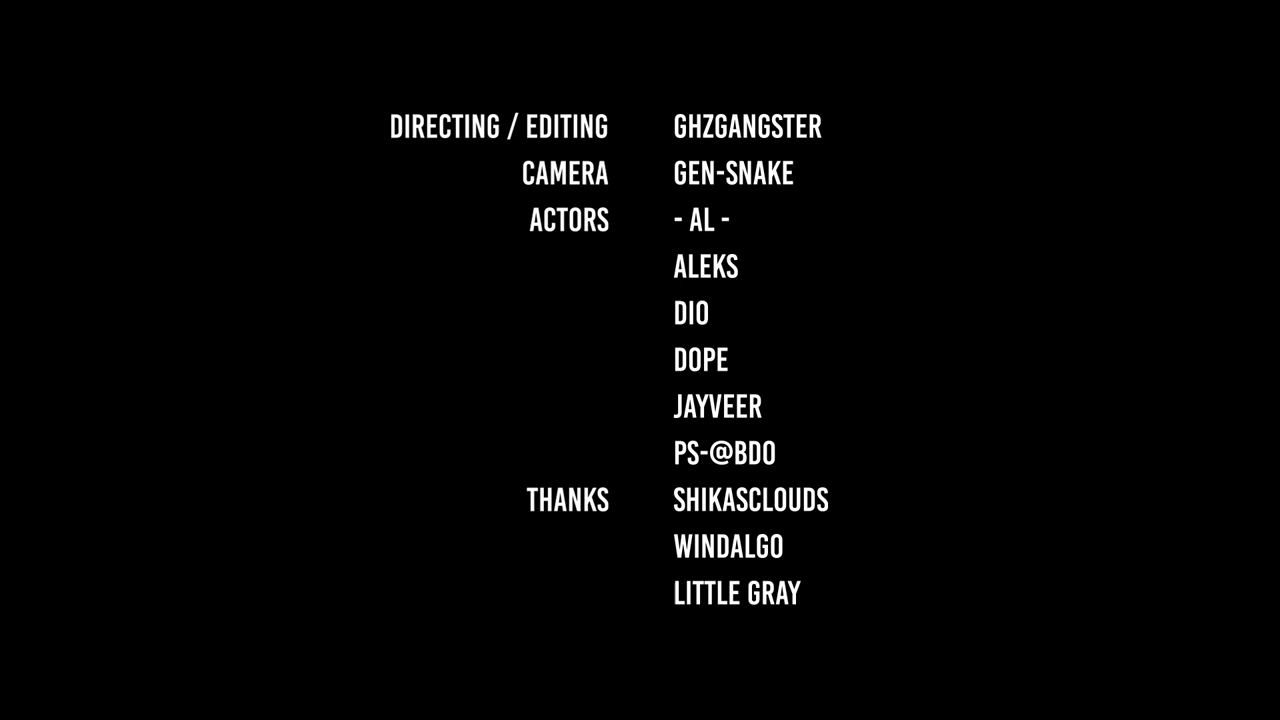 DIRECTING / EDITING GHZGANGSTER
CAMERA GEN-SNAKE
ACTORS - AL -
ALEKS
DIO
DOPE
JAYVEER
PS-@BDO
THANKS SHIKASCLOUDS
WINDALGO
LITTLE GRAY